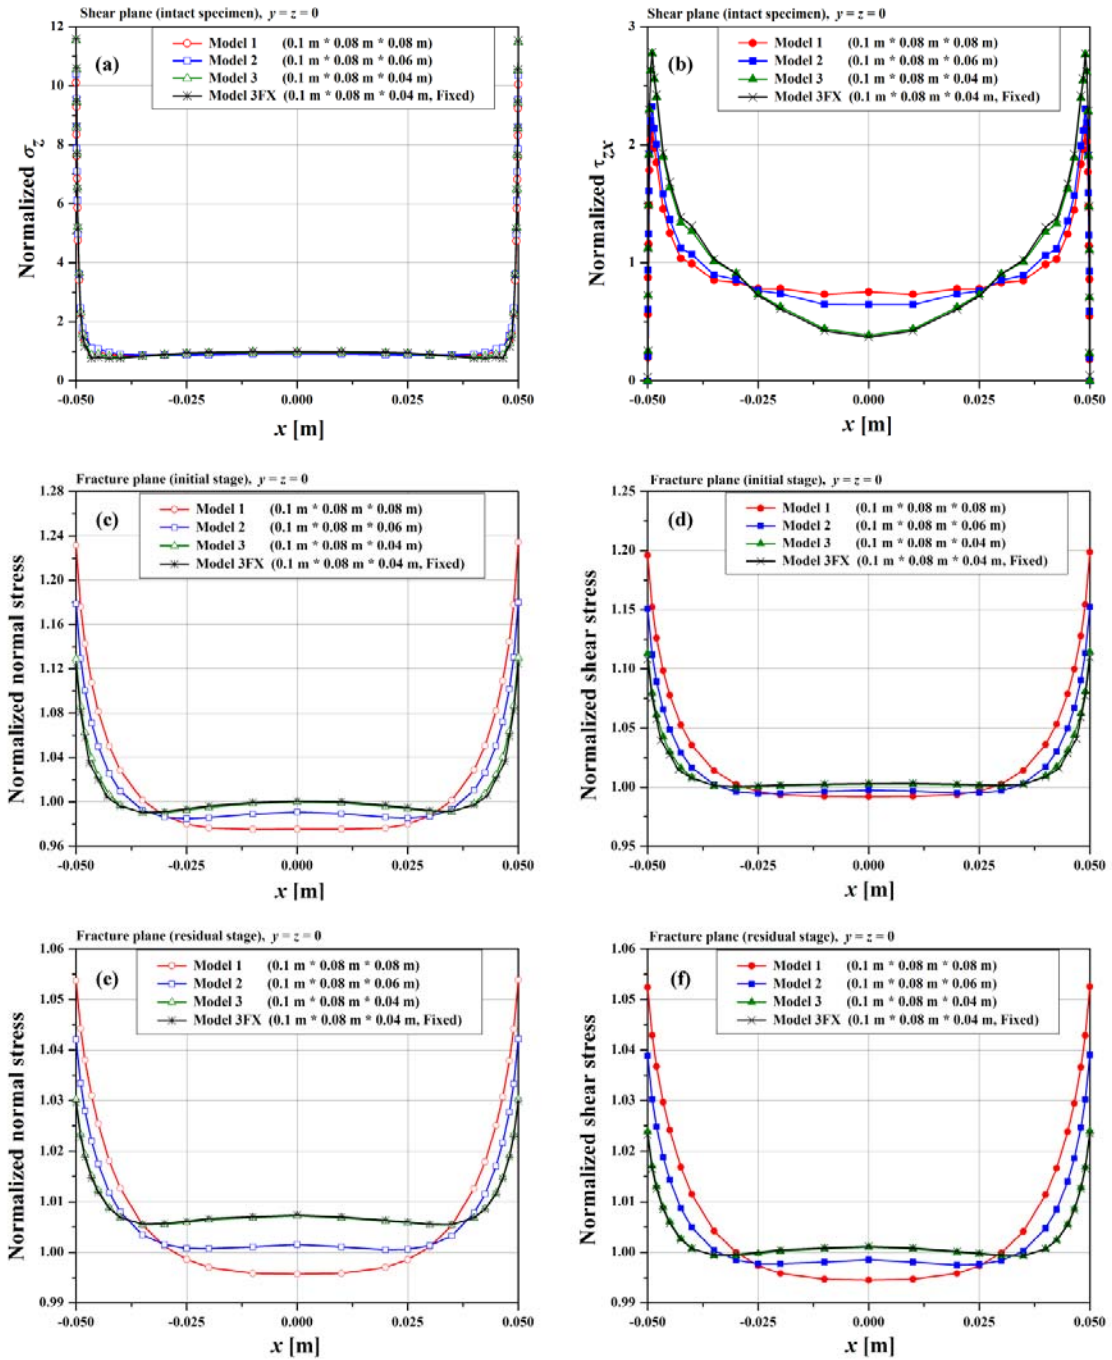 Shear plane (intact specimen), y = z = 0
(a)
Model 1 (0.1 m * 0.08 m * 0.08 m)
Model 2 (0.1 m * 0.08 m * 0.06 m)
Model 3 (0.1 m * 0.08 m * 0.04 m)
Model 3FX (0.1 m * 0.08 m * 0.04 m, Fixed)
Normalized σz
12
10
8
6
4
2
0
-0.050 -0.025 0.000 0.025 0.050
x [m]
Shear plane (intact specimen), y = z = 0
(b)
Model 1 (0.1 m * 0.08 m * 0.08 m)
Model 2 (0.1 m * 0.08 m * 0.06 m)
Model 3 (0.1 m * 0.08 m * 0.04 m)
Model 3FX (0.1 m * 0.08 m * 0.04 m, Fixed)
Normalized τzx
3
2
1
0
-0.050 -0.025 0.000 0.025 0.050
x [m]
Fracture plane (initial stage), y = z = 0
(c)
Model 1 (0.1 m * 0.08 m * 0.08 m)
Model 2 (0.1 m * 0.08 m * 0.06 m)
Model 3 (0.1 m * 0.08 m * 0.04 m)
Model 3FX (0.1 m * 0.08 m * 0.04 m, Fixed)
Normalized normal stress
1.28
1.24
1.20
1.16
1.12
1.08
1.04
1.00
0.96
-0.050 -0.025 0.000 0.025 0.050
x [m]
Fracture plane (initial stage), y = z = 0
(d)
Model 1 (0.1 m * 0.08 m * 0.08 m)
Model 2 (0.1 m * 0.08 m * 0.06 m)
Model 3 (0.1 m * 0.08 m * 0.04 m)
Model 3FX (0.1 m * 0.08 m * 0.04 m, Fixed)
Normalized shear stress
1.25
1.20
1.15
1.10
1.05
1.00
0.95
-0.050 -0.025 0.000 0.025 0.050
x [m]
Fracture plane (residual stage), y = z = 0
(e)
Model 1 (0.1 m * 0.08 m * 0.08 m)
Model 2 (0.1 m * 0.08 m * 0.06 m)
Model 3 (0.1 m * 0.08 m * 0.04 m)
Model 3FX (0.1 m * 0.08 m * 0.04 m, Fixed)
Normalized normal stress
1.06
1.05
1.04
1.03
1.02
1.01
1.00
0.99
-0.050 -0.025 0.000 0.025 0.050
x [m]
Fracture plane (residual stage), y = z = 0
(f)
Model 1 (0.1 m * 0.08 m * 0.08 m)
Model 2 (0.1 m * 0.08 m * 0.06 m)
Model 3 (0.1 m * 0.08 m * 0.04 m)
Model 3FX (0.1 m * 0.08 m * 0.04 m, Fixed)
Normalized shear stress
1.06
1.05
1.04
1.03
1.02
1.01
1.00
0.99
-0.050 -0.025 0.000 0.025 0.050
x [m]